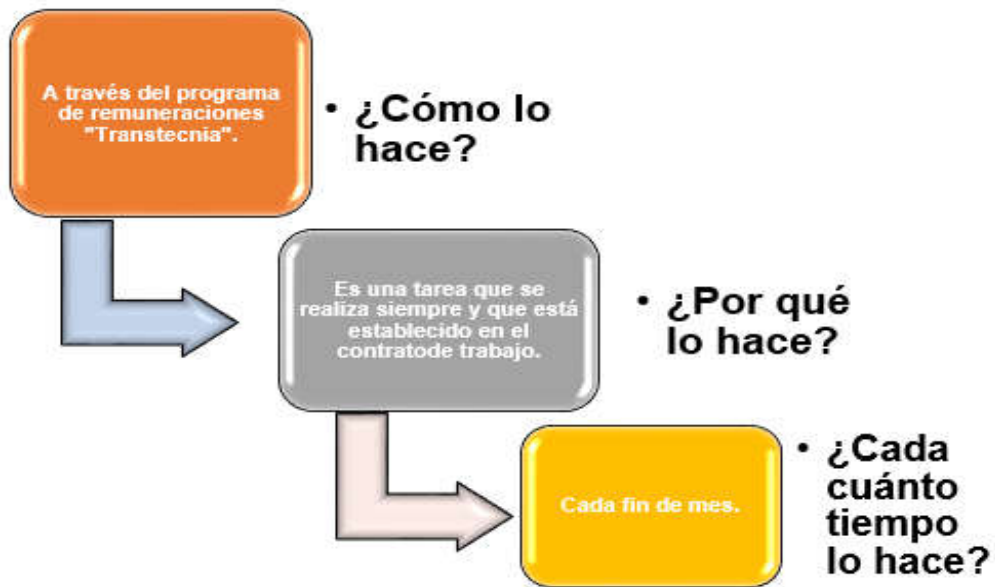 A través del programa
de remuneraciones
"Transtecnia".
• ¿Cómo lo
hace?
Es una tarea que se
realiza siempre y que está
establecido en el
contratode trabajo.
• ¿Por qué
lo hace?
Cada fin de mes.
• ¿Cada
cuánto
tiempo
lo hace?